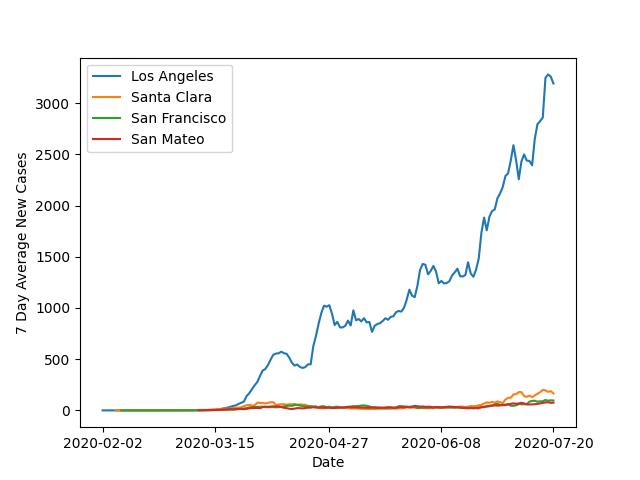 Los Angeles
Santa Clara
San Francisco
San Mateo
3000
2500
2000
1500
1000
500
0
7 Day Average New Cases
2020-02-02 2020-03-15 2020-04-27 2020-06-08 2020-07-20
Date